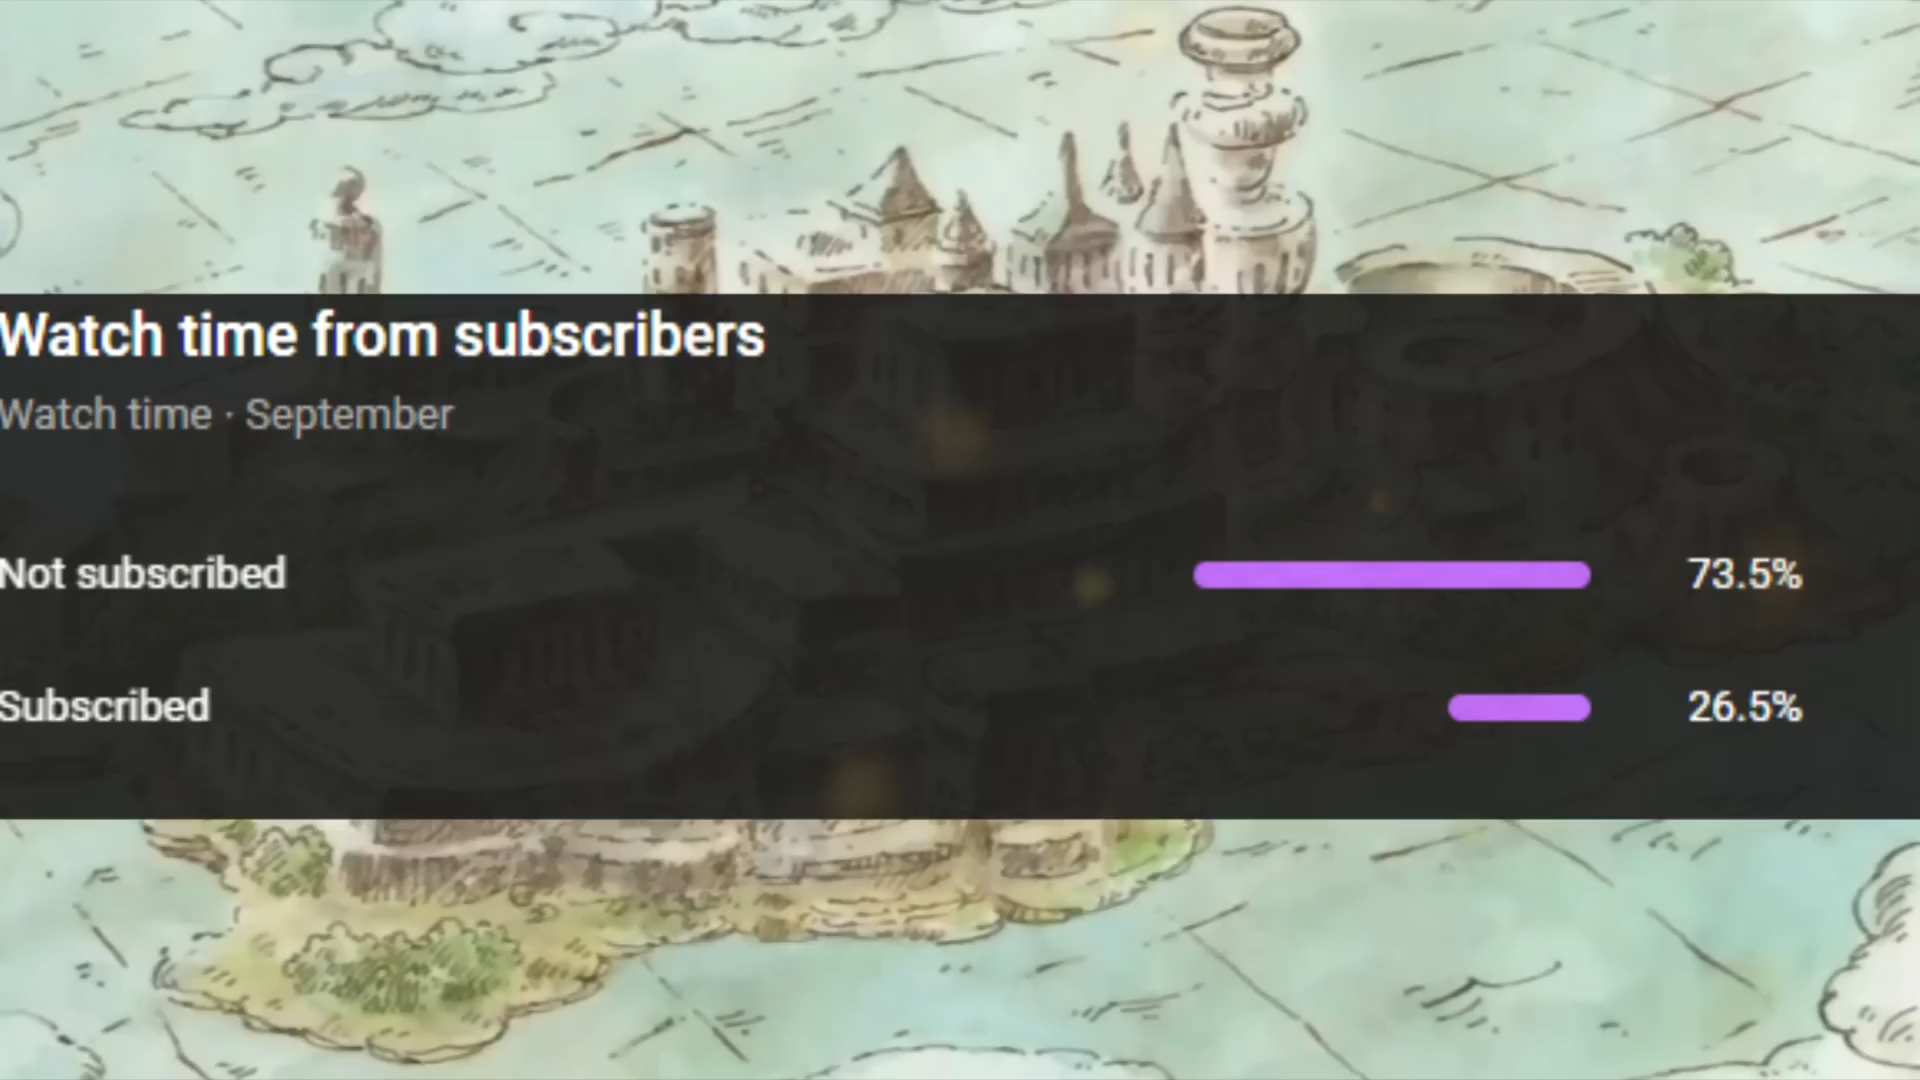 Watch time from subscribers
Watch time · September
Not subscribed 73.5%
Subscribed 26.5%